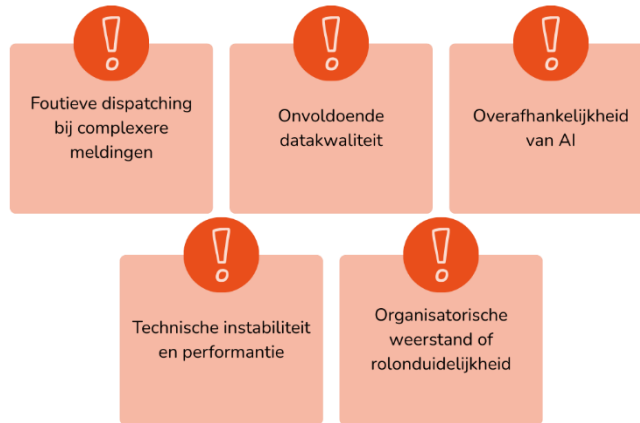 Foutieve dispatching
bij complexere
meldingen
Onvoldoende
datakwaliteit
Overafhankelijkheid
van AI
Technische instabiliteit
en performantie
Organisatorische
weerstand of
rolonduidelijkheid